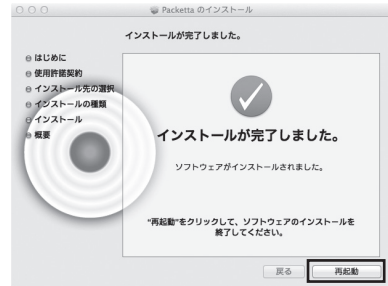 Packetta のインストール
インストールが完了しました。
はじめに
使用許諾契約
インストール先の選択
インストールの種類
インストール
概要
インストールが完了しました。
ソフトウェアがインストールされました。
“再起動”をクリックして、ソフトウェアのインストールを
終了してください。
戻る
再起動